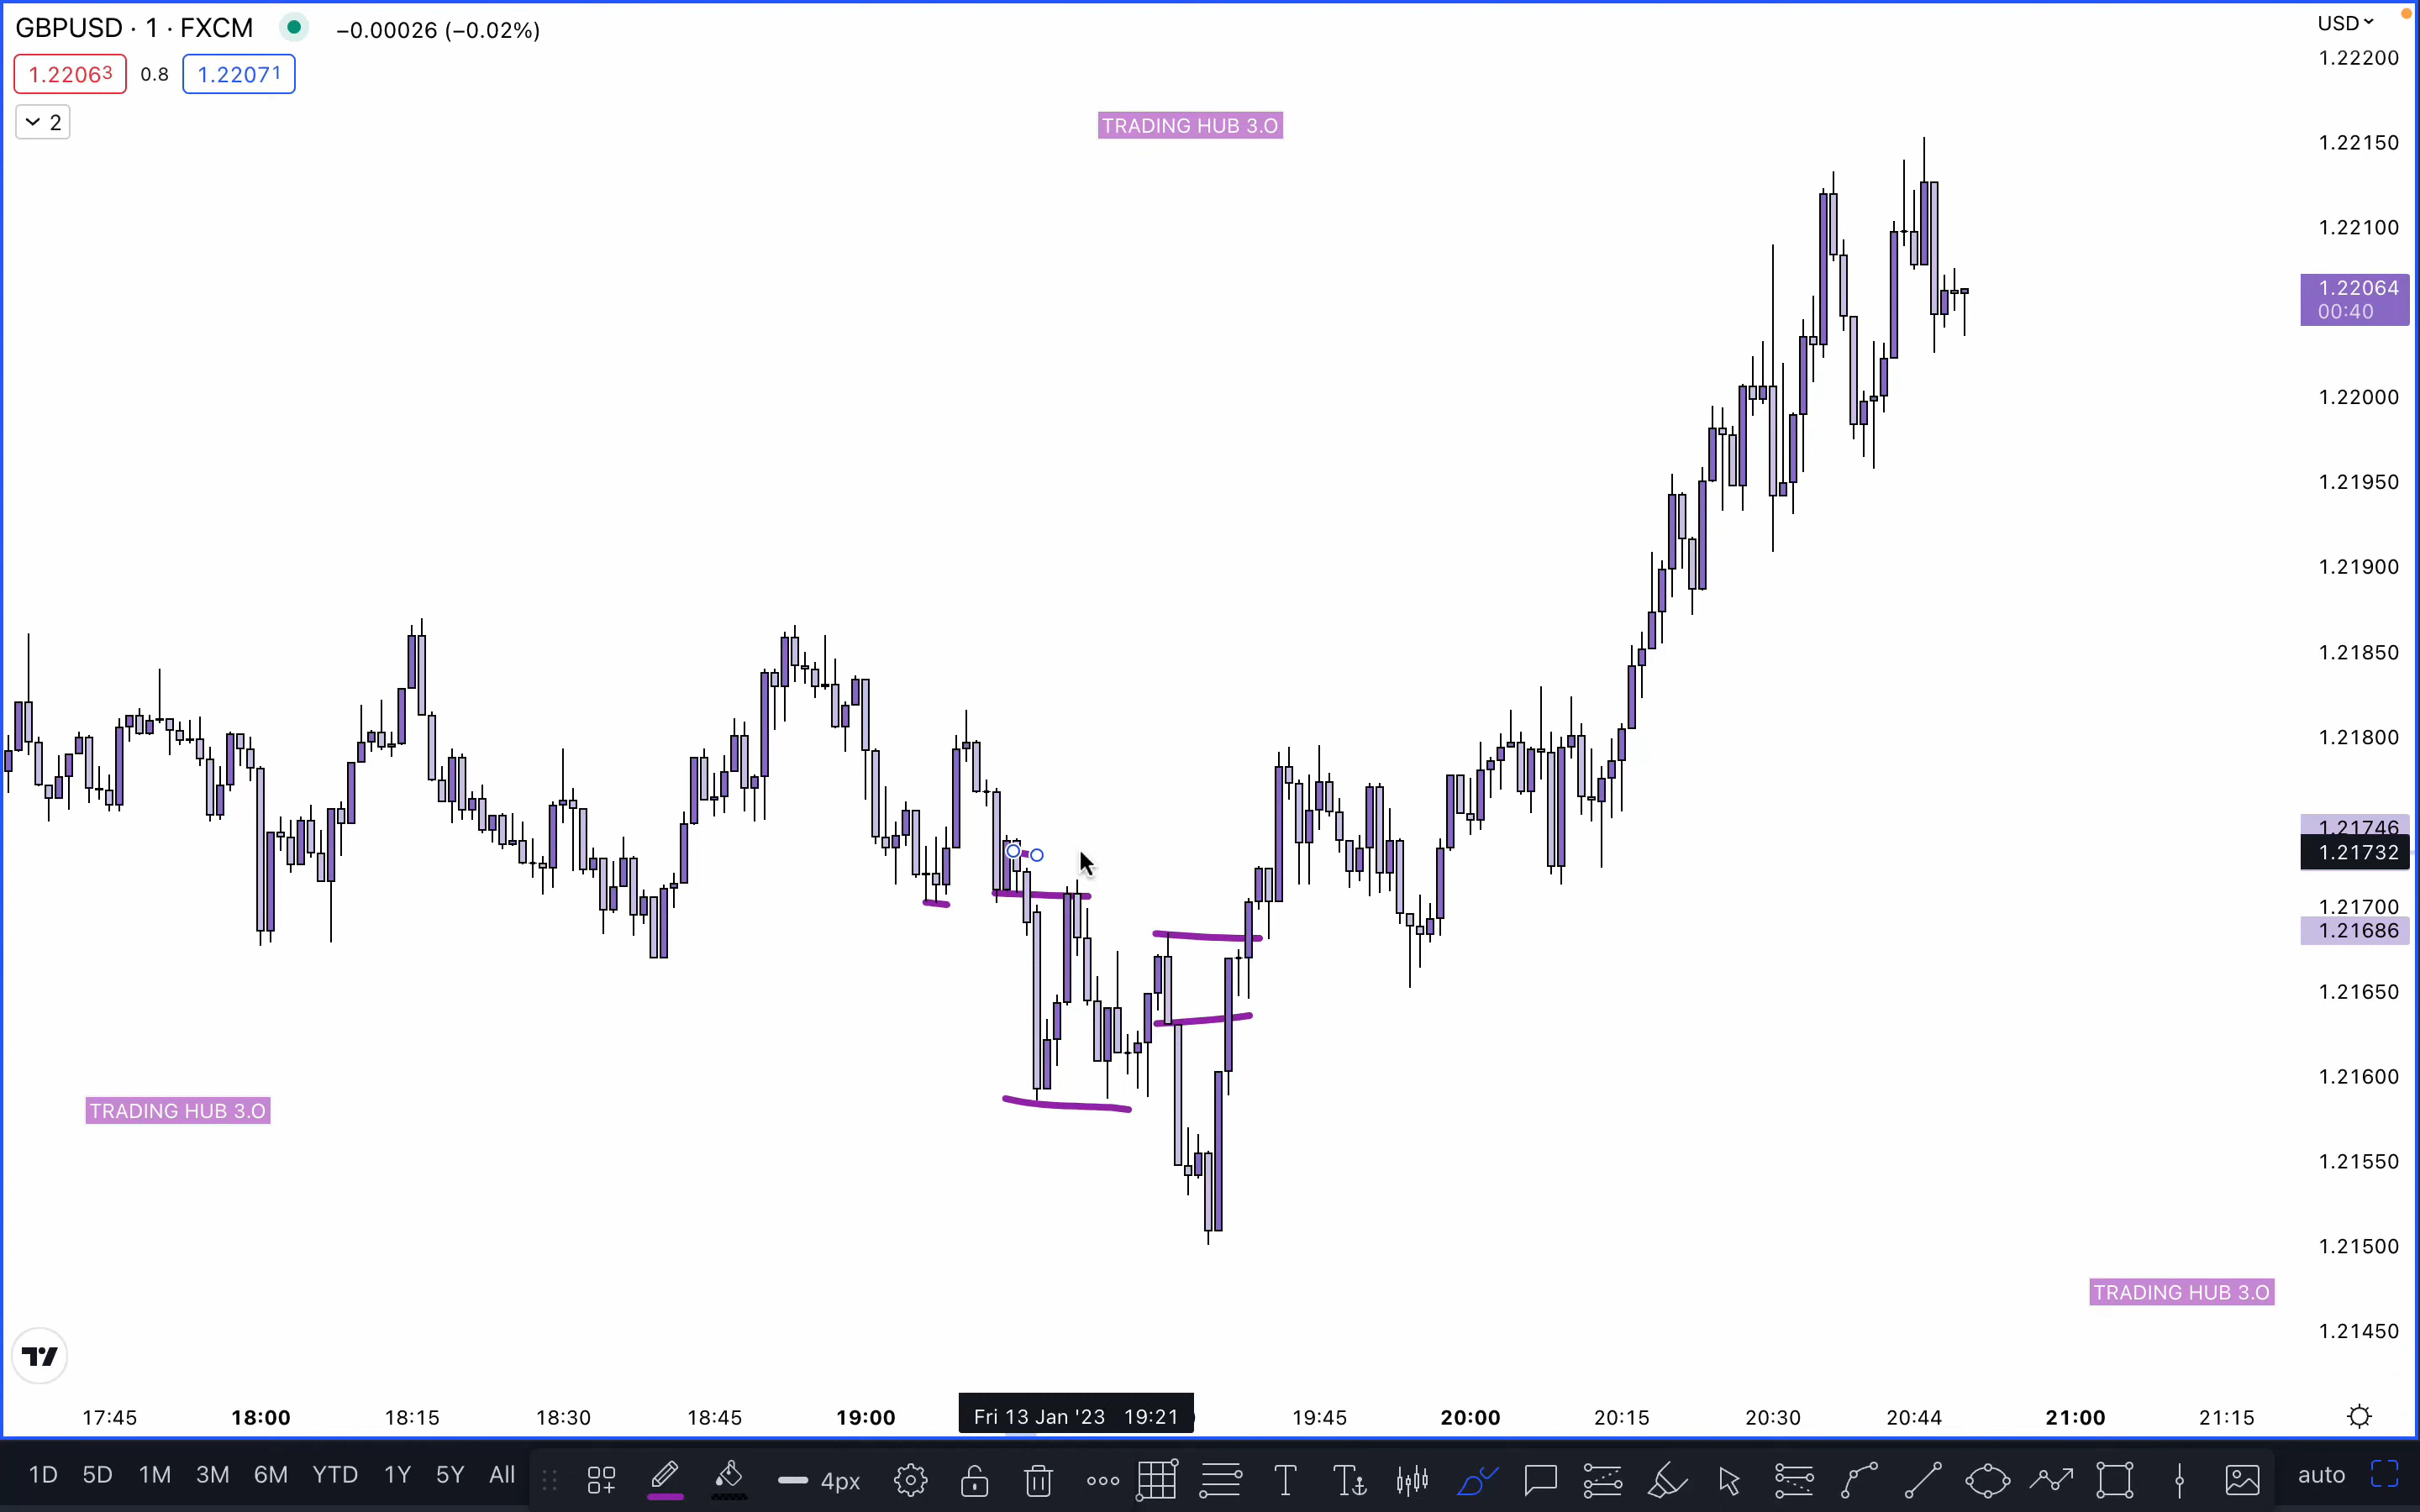 GBPUSD · 1 · FXCM −0.00026 (−0.02%)
USD
1.22063 0.8 1.22071
2
TRADING HUB 3.O
1.22200
1.22150
1.22100
1.22064
00:40
1.22000
1.21950
1.21900
1.21850
1.21800
1.21746
1.21732
1.21700
1.21686
1.21650
1.21600
TRADING HUB 3.O
1.21550
1.21500
TRADING HUB 3.O
1.21450
17:45 18:00 18:15 18:30 18:45 19:00 Fri 13 Jan '23 19:21 19:45 20:00 20:15 20:30 20:44 21:00 21:15
1D 5D 1M 3M 6M YTD 1Y 5Y All 4px auto